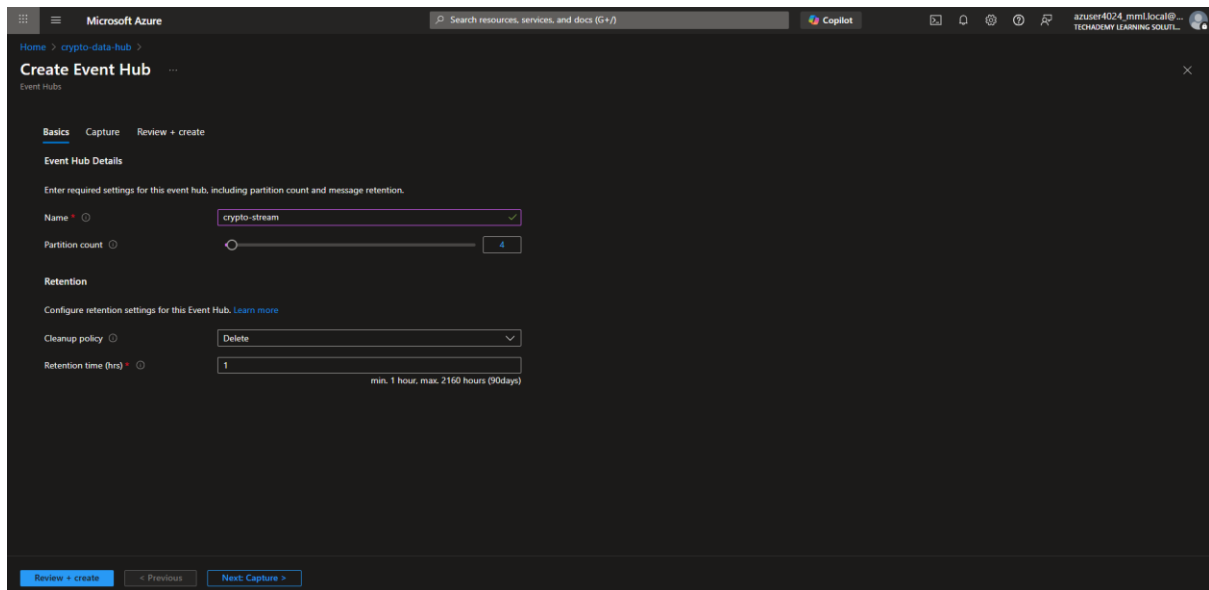 Microsoft Azure
Search resources, services, and docs (G+/)
Copilot
azuser4024_mml.local@...
TECHADEMY LEARNING SOLUTI...
Home > crypto-data-hub >
Create Event Hub ...
Event Hubs
Basics Capture Review + create
Event Hub Details
Enter required settings for this event hub, including partition count and message retention.
Name * crypto-stream
Partition count 4
Retention
Configure retention settings for this Event Hub. Learn more
Cleanup policy Delete
Retention time (hrs) * 1
min. 1 hour, max. 2160 hours (90days)
Review + create < Previous Next: Capture >